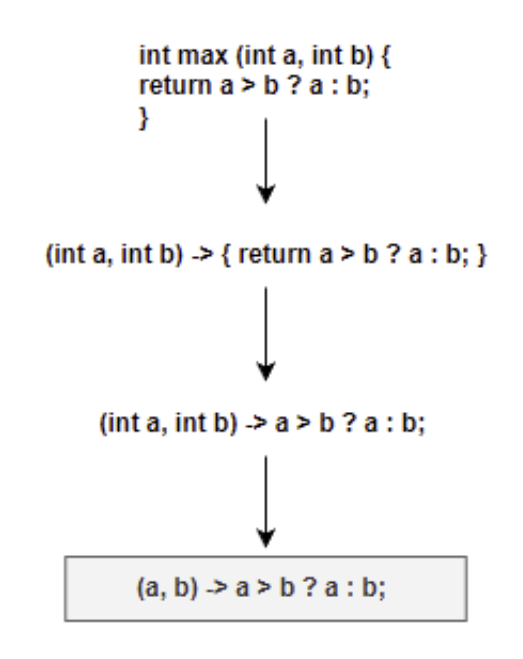 int max (int a, int b) {
return a > b ? a : b;
}
(int a, int b) -> { return a > b ? a : b; }
(int a, int b) -> a > b ? a : b;
(a, b) -> a > b ? a : b;